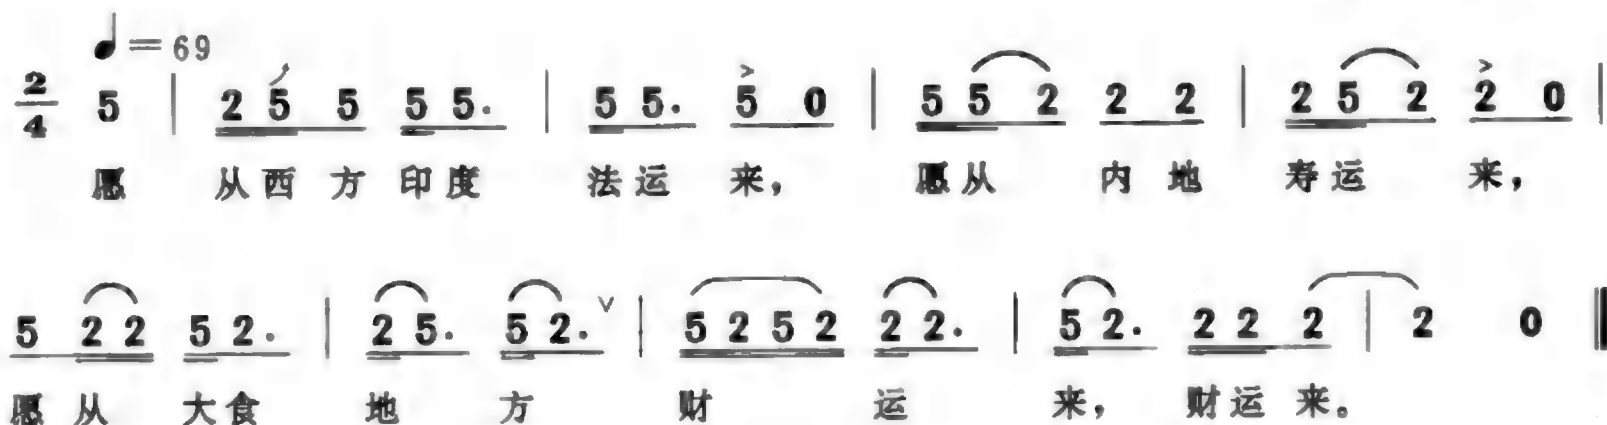 ♩=69
2/4 5 | 2 5 5 5 5. | 5 5. 5 0 | 5 5 2 2 2 | 2 5 2 2 0 |
愿 从西 方 印度 法运 来， 愿从 内 地 寿运 来，
5 2 2 5 2. | 2 5. 5 2. ∨ | 5 2 5 2 2 2. | 5 2. 2 2 2 | 2 0 ‖
愿 从 大食 地 方 财 运 来， 财运 来。